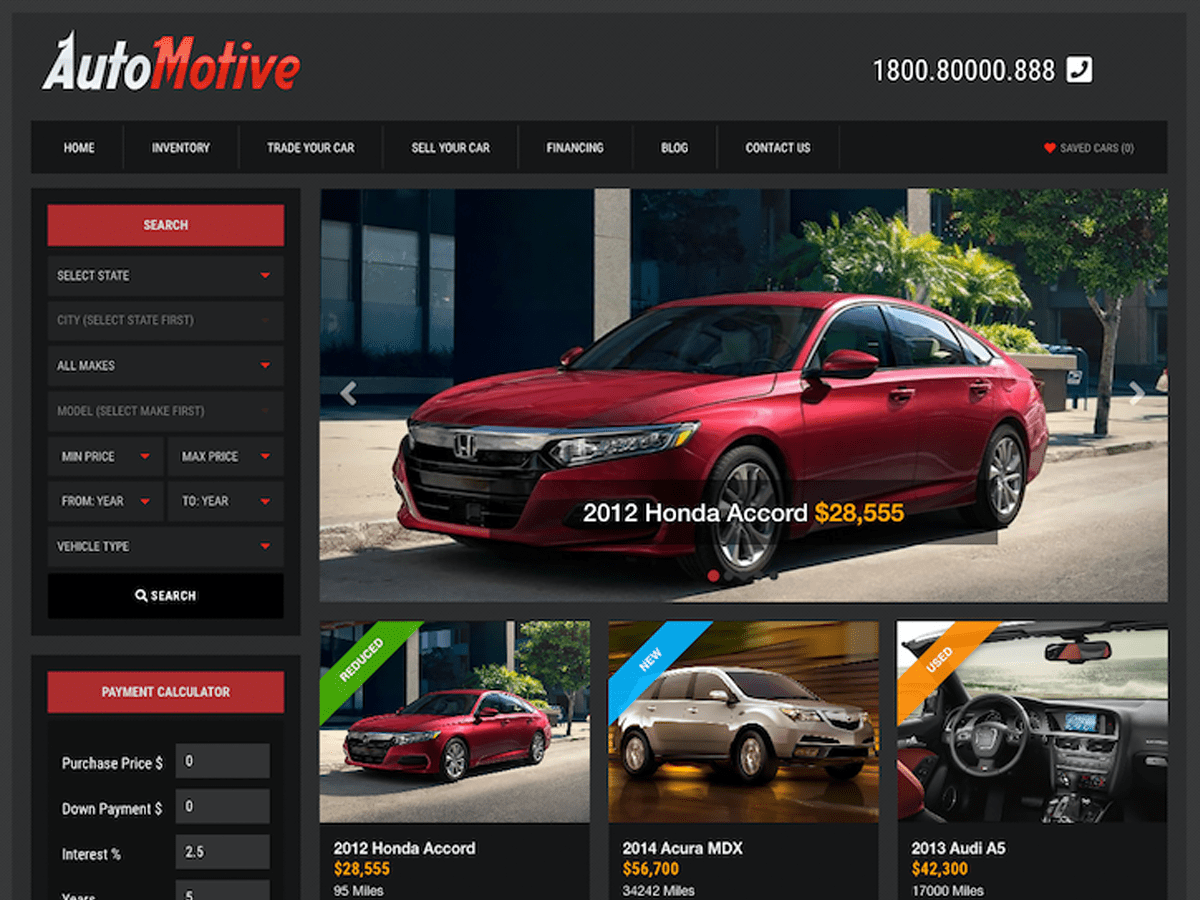 AutoMotive
1800.80000.888
HOME INVENTORY TRADE YOUR CAR SELL YOUR CAR FINANCING BLOG CONTACT US SAVED CARS (0)
SEARCH
SELECT STATE
CITY (SELECT STATE FIRST)
ALL MAKES
MODEL (SELECT MAKE FIRST)
MIN PRICE MAX PRICE
FROM: YEAR TO: YEAR
VEHICLE TYPE
SEARCH
PAYMENT CALCULATOR
Purchase Price $ 0
Down Payment $ 0
Interest % 2.5
Years 5
2012 Honda Accord $28,555
REDUCED
2012 Honda Accord
$28,555
95 Miles
NEW
2014 Acura MDX
$56,700
34242 Miles
USED
2013 Audi A5
$42,300
17000 Miles